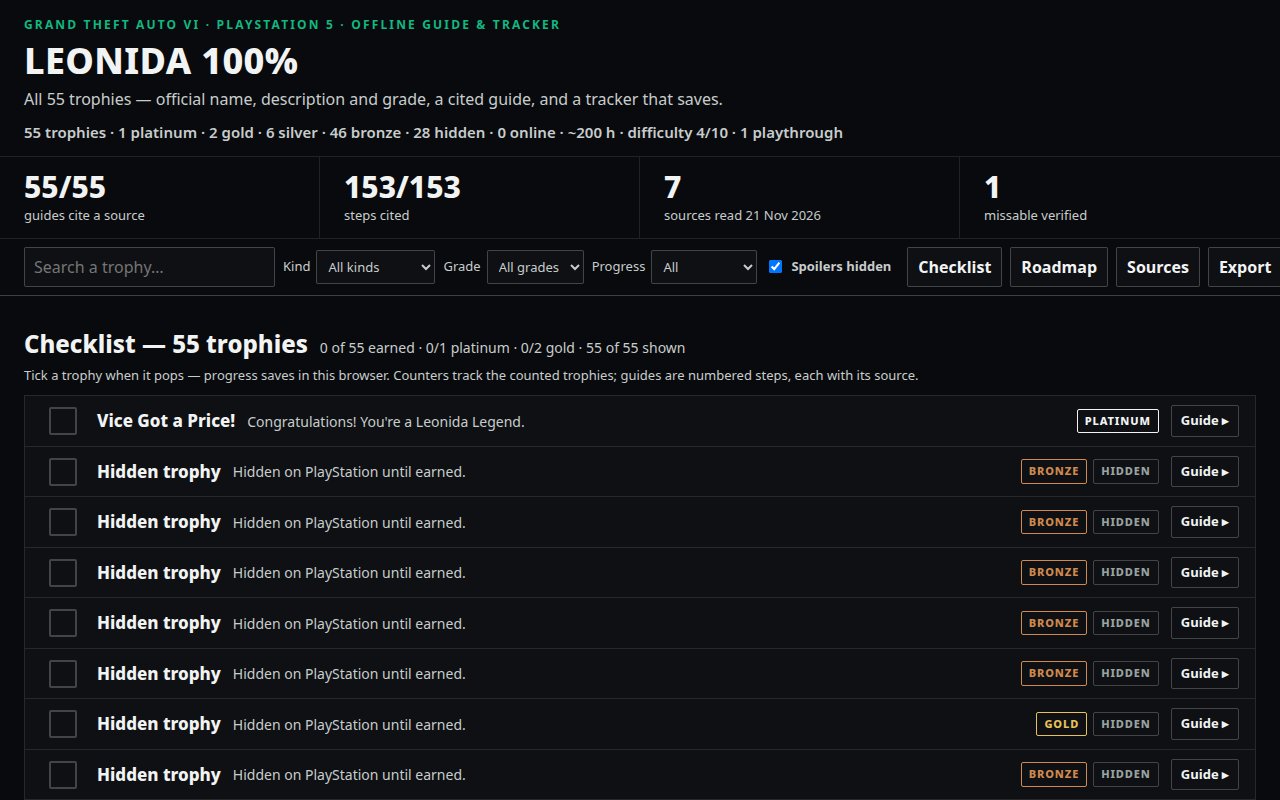 GRAND THEFT AUTO VI · PLAYSTATION 5 · OFFLINE GUIDE & TRACKER
LEONIDA 100%
All 55 trophies — official name, description and grade, a cited guide, and a tracker that saves.
55 trophies · 1 platinum · 2 gold · 6 silver · 46 bronze · 28 hidden · 0 online · ~200 h · difficulty 4/10 · 1 playthrough
55/55 153/153 7 1
guides cite a source steps cited sources read 21 Nov 2026 missable verified
Search a trophy... Kind All kinds Grade All grades Progress All Spoilers hidden Checklist Roadmap Sources Export
Checklist — 55 trophies 0 of 55 earned · 0/1 platinum · 0/2 gold · 55 of 55 shown
Tick a trophy when it pops — progress saves in this browser. Counters track the counted trophies; guides are numbered steps, each with its source.
Vice Got a Price! Congratulations! You're a Leonida Legend. PLATINUM Guide ▸
Hidden trophy Hidden on PlayStation until earned. BRONZE HIDDEN Guide ▸
Hidden trophy Hidden on PlayStation until earned. BRONZE HIDDEN Guide ▸
Hidden trophy Hidden on PlayStation until earned. BRONZE HIDDEN Guide ▸
Hidden trophy Hidden on PlayStation until earned. BRONZE HIDDEN Guide ▸
Hidden trophy Hidden on PlayStation until earned. BRONZE HIDDEN Guide ▸
Hidden trophy Hidden on PlayStation until earned. GOLD HIDDEN Guide ▸
Hidden trophy Hidden on PlayStation until earned. BRONZE HIDDEN Guide ▸